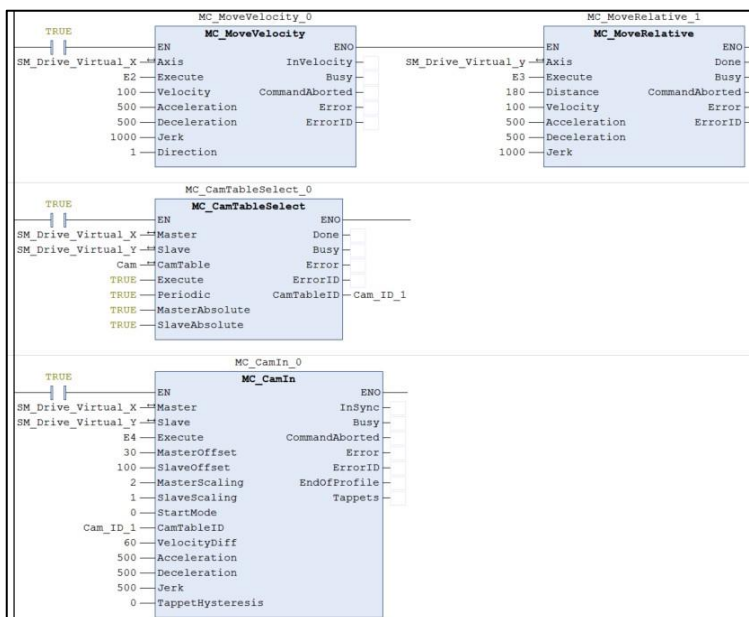 MC_MoveVelocity_0 MC_MoveRelative_1
TRUE MC_MoveVelocity MC_MoveRelative
EN ENO EN ENO
SM_Drive_Virtual_X Axis InVelocity SM_Drive_Virtual_y Axis Done
E2 Execute Busy E3 Execute Busy
100 Velocity CommandAborted 180 Distance CommandAborted
500 Acceleration Error 100 Velocity Error
500 Deceleration ErrorID 500 Acceleration ErrorID
1000 Jerk 500 Deceleration
1 Direction 1000 Jerk
MC_CamTableSelect_0
TRUE MC_CamTableSelect
EN ENO
SM_Drive_Virtual_X Master Done
SM_Drive_Virtual_Y Slave Busy
Cam CamTable Error
TRUE Execute ErrorID
TRUE Periodic CamTableID Cam_ID_1
TRUE MasterAbsolute
TRUE SlaveAbsolute
MC_CamIn_0
TRUE MC_CamIn
EN ENO
SM_Drive_Virtual_X Master InSync
SM_Drive_Virtual_Y Slave Busy
E4 Execute CommandAborted
30 MasterOffset Error
100 SlaveOffset ErrorID
2 MasterScaling EndOfProfile
1 SlaveScaling Tappets
0 StartMode
Cam_ID_1 CamTableID
60 VelocityDiff
500 Acceleration
500 Deceleration
500 Jerk
0 TappetHysteresis